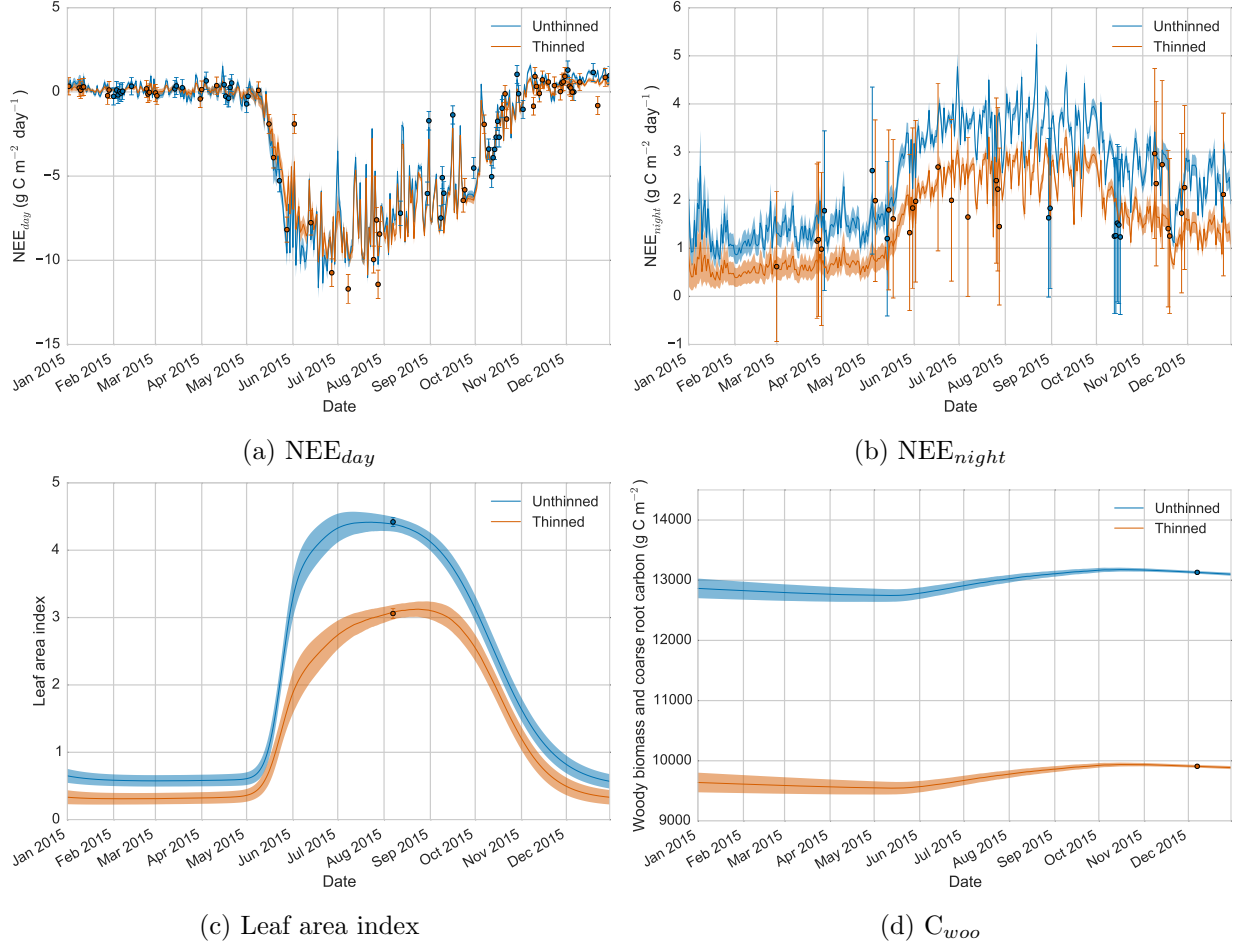 Unthinned
Thinned
NEE_day (g C m⁻² day⁻¹)
5
0
−5
−10
−15
Jan 2015
Feb 2015
Mar 2015
Apr 2015
May 2015
Jun 2015
Jul 2015
Aug 2015
Sep 2015
Oct 2015
Nov 2015
Dec 2015
Date
(a) NEE_day
Unthinned
Thinned
NEE_night (g C m⁻² day⁻¹)
6
5
4
3
2
1
0
−1
Jan 2015
Feb 2015
Mar 2015
Apr 2015
May 2015
Jun 2015
Jul 2015
Aug 2015
Sep 2015
Oct 2015
Nov 2015
Dec 2015
Date
(b) NEE_night
Unthinned
Thinned
Leaf area index
5
4
3
2
1
0
Jan 2015
Feb 2015
Mar 2015
Apr 2015
May 2015
Jun 2015
Jul 2015
Aug 2015
Sep 2015
Oct 2015
Nov 2015
Dec 2015
Date
(c) Leaf area index
Unthinned
Thinned
Woody biomass and coarse root carbon (g C m⁻²)
14000
13000
12000
11000
10000
9000
Jan 2015
Feb 2015
Mar 2015
Apr 2015
May 2015
Jun 2015
Jul 2015
Aug 2015
Sep 2015
Oct 2015
Nov 2015
Dec 2015
Date
(d) C_woo